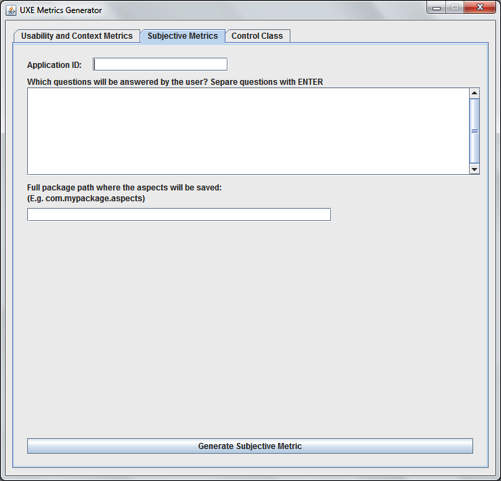 UXE Metrics Generator
Usability and Context Metrics
Subjective Metrics
Control Class
Application ID:
Which questions will be answered by the user? Separe questions with ENTER
Full package path where the aspects will be saved:
(E.g. com.mypackage.aspects)
Generate Subjective Metric